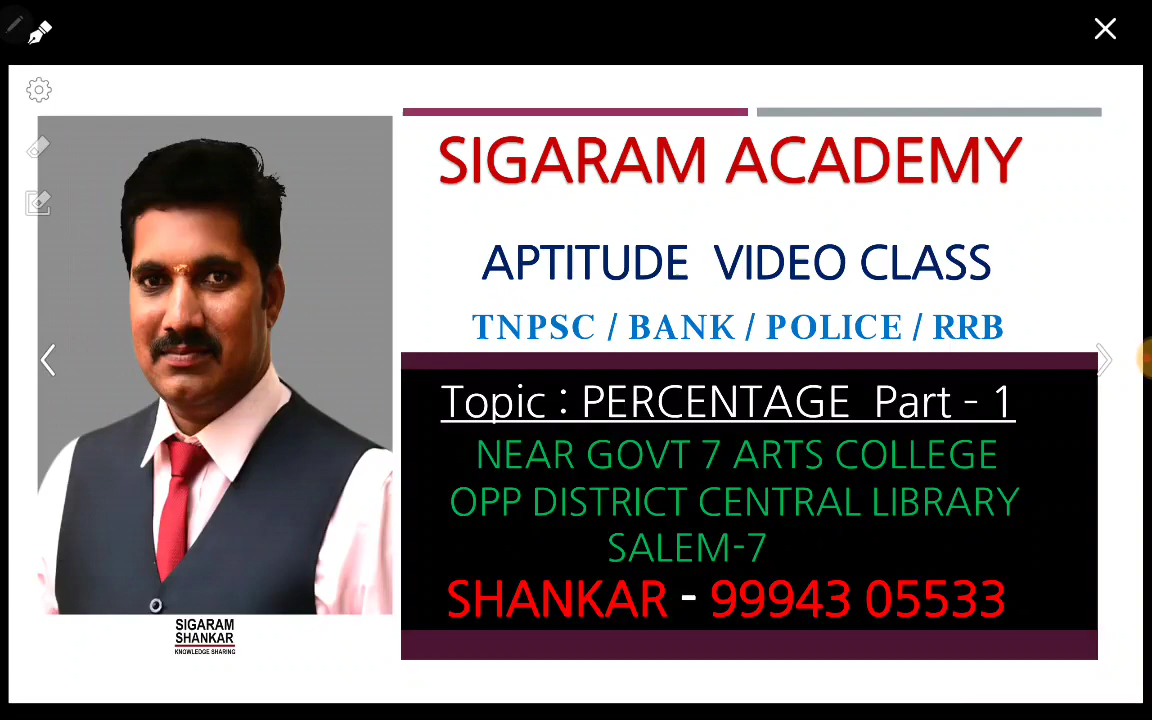 SIGARAM ACADEMY
APTITUDE VIDEO CLASS
TNPSC / BANK / POLICE / RRB
Topic : PERCENTAGE Part - 1
NEAR GOVT 7 ARTS COLLEGE
OPP DISTRICT CENTRAL LIBRARY
SALEM-7
SHANKAR - 99943 05533
SIGARAM
SHANKAR
KNOWLEDGE SHARING